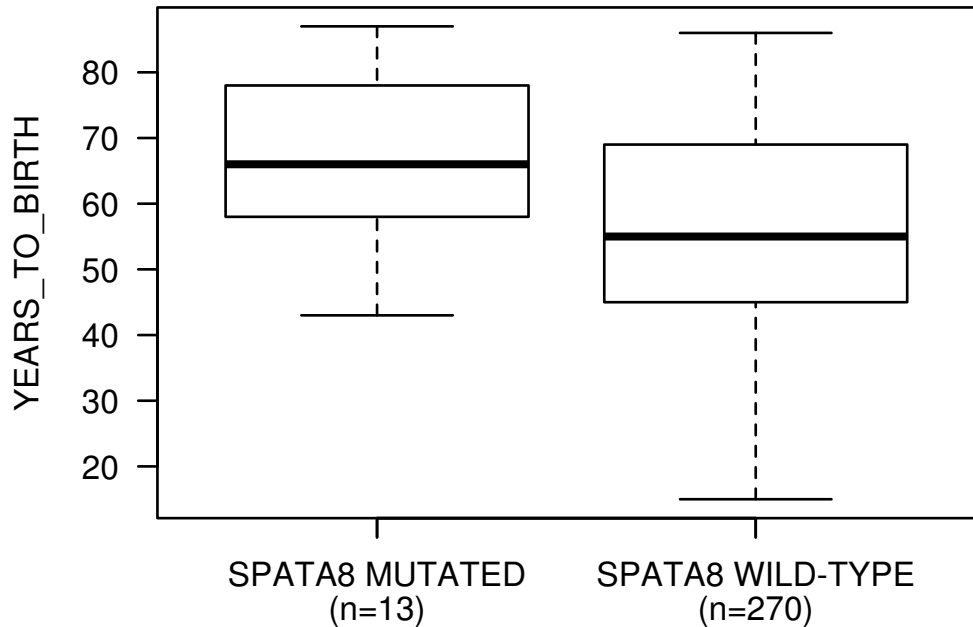 YEARS_TO_BIRTH
80
70
60
50
40
30
20
SPATA8 MUTATED
(n=13)
SPATA8 WILD-TYPE
(n=270)